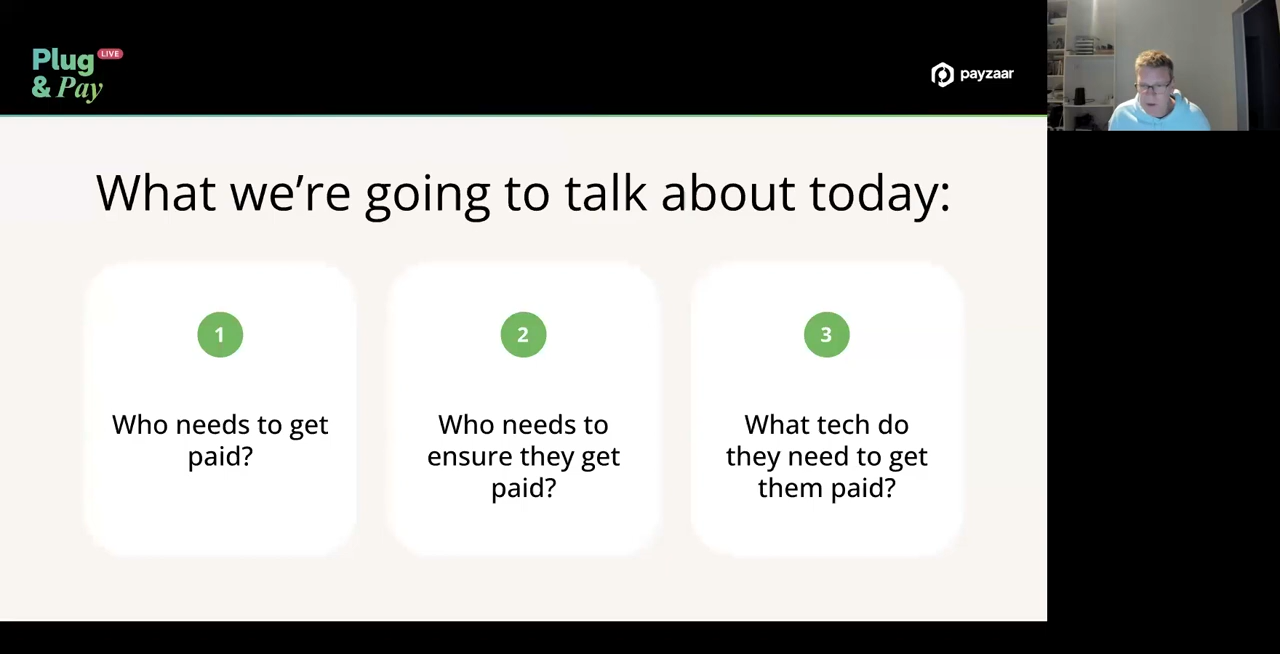 Plug LIVE
& Pay
payzaar
What we’re going to talk about today:
1
Who needs to get
paid?
2
Who needs to
ensure they get
paid?
3
What tech do
they need to get
them paid?